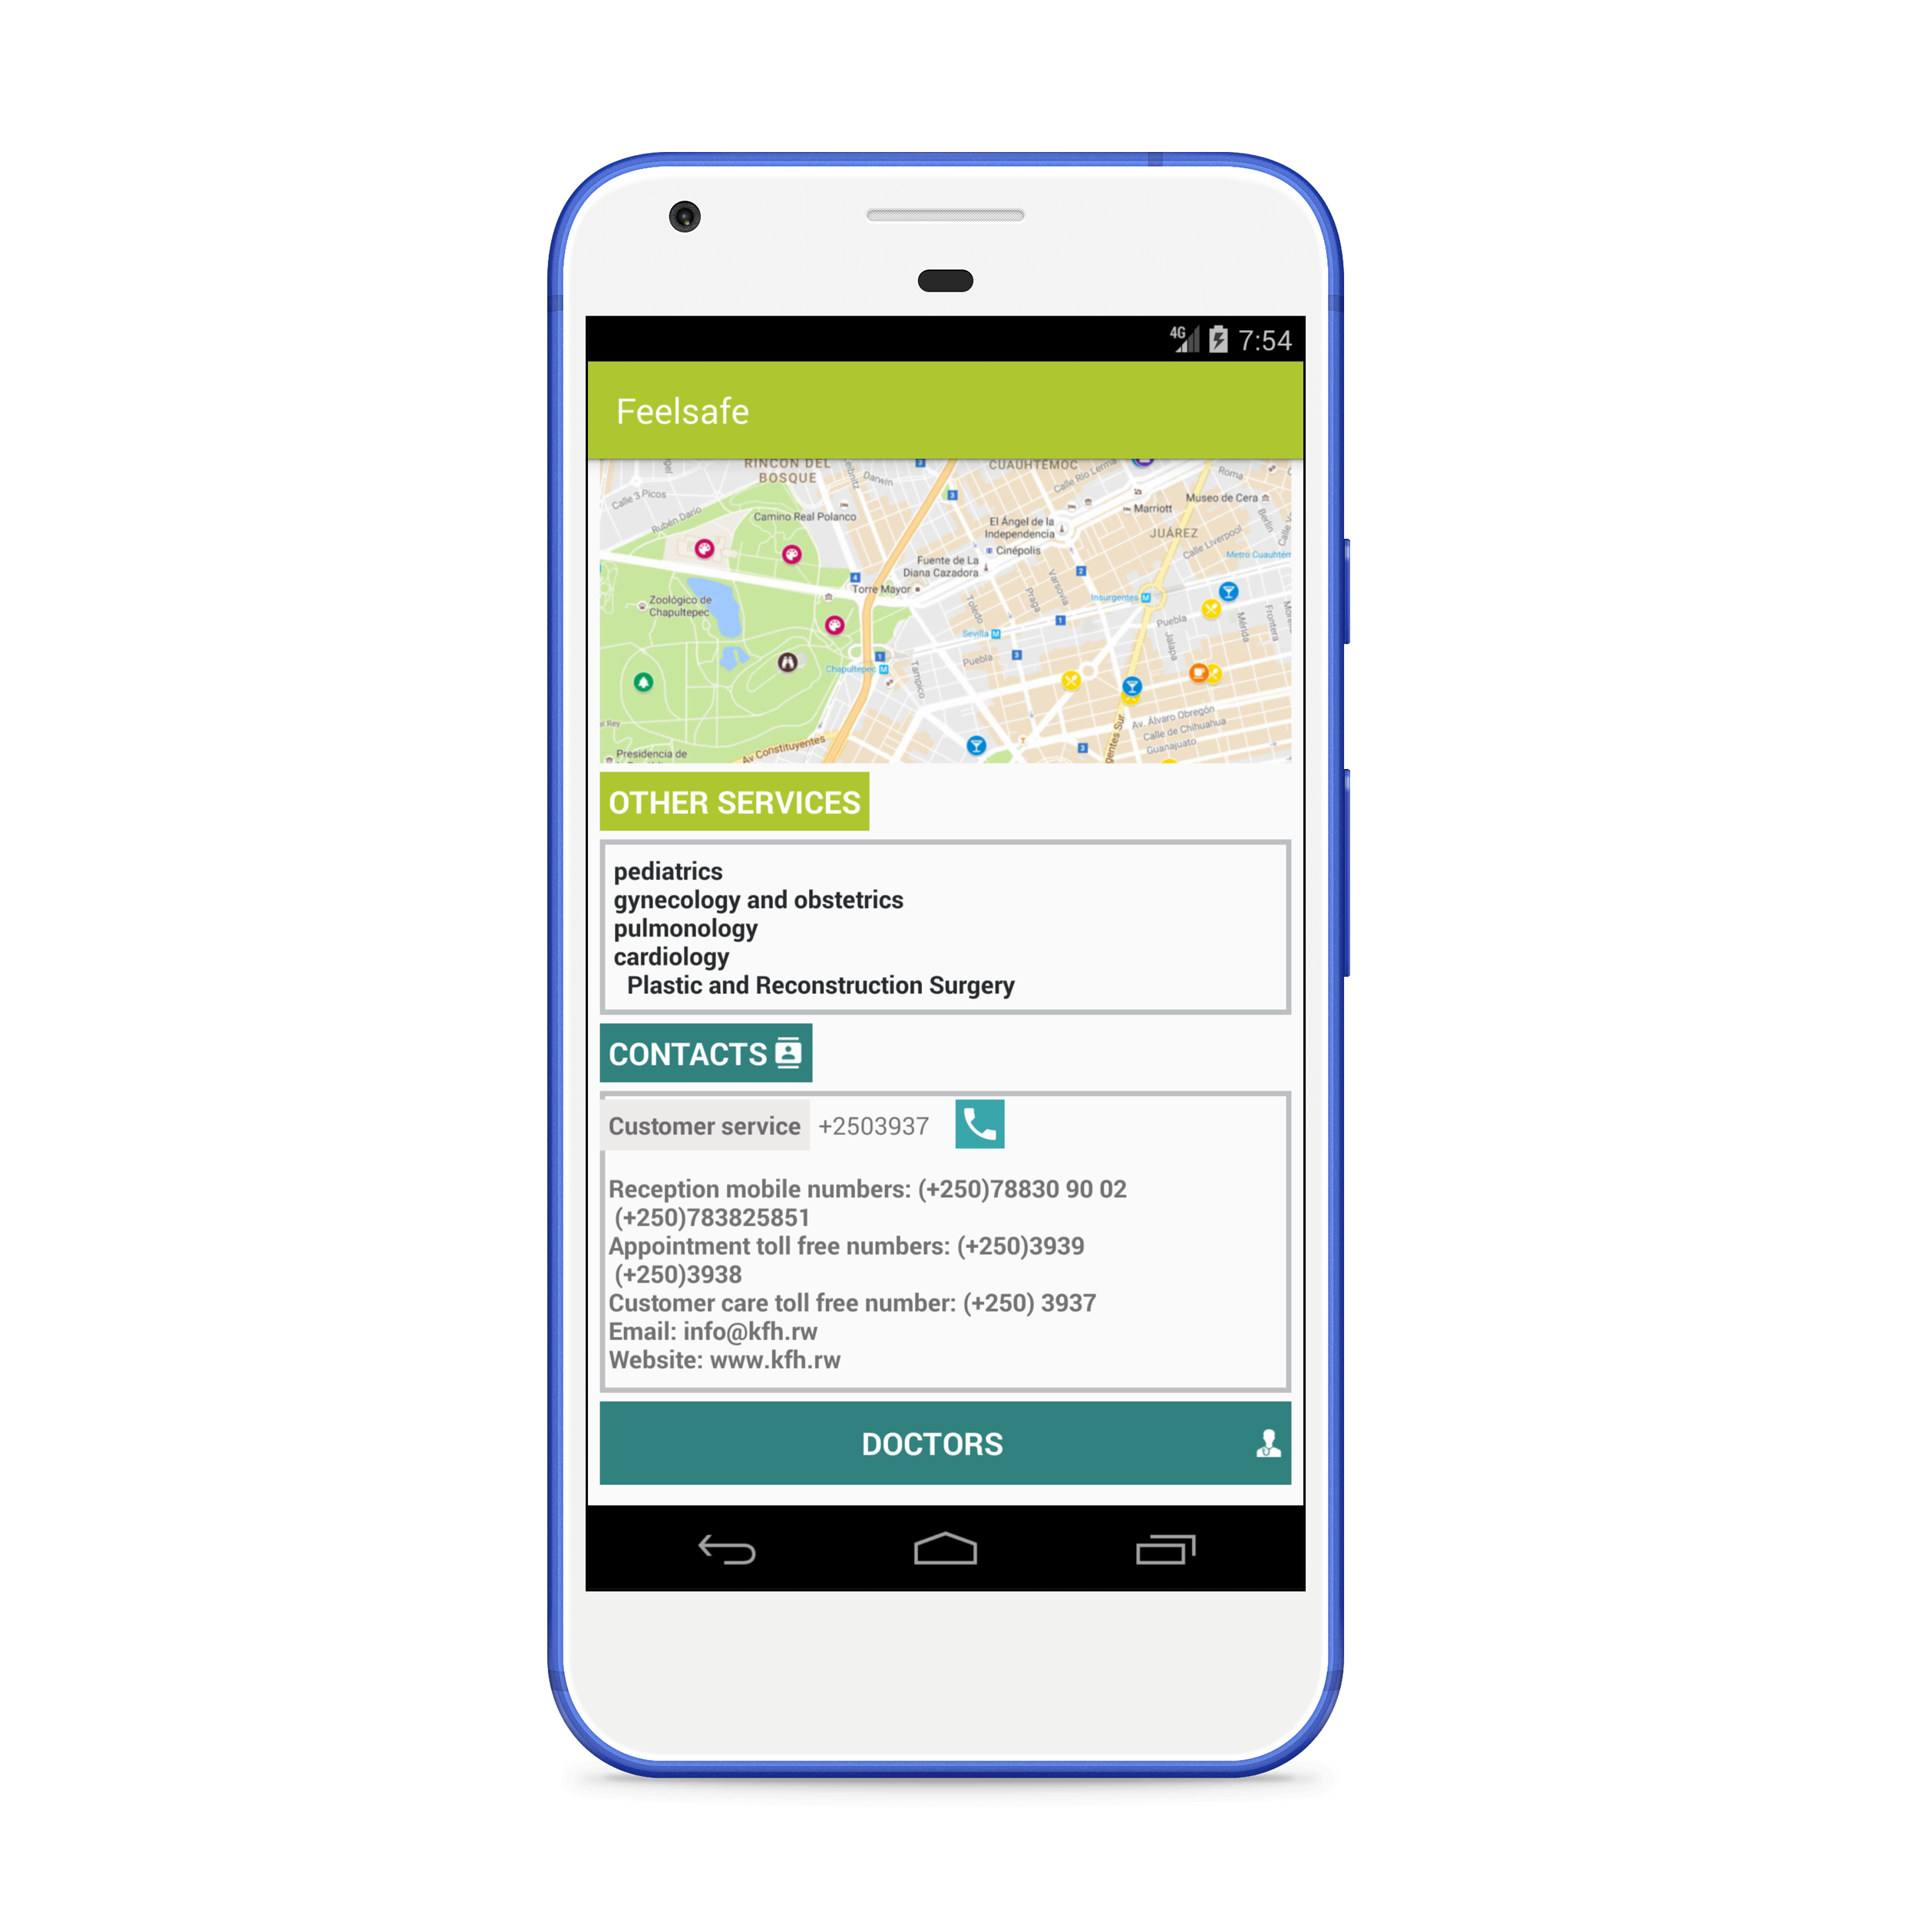 4G 7:54
Feelsafe
RINCON DEL
BOSQUE
CUAUHTÉMOC
Darwin
Calle Rio Lerma
Roma
Calle 3 Picos
Museo de Cera
Rubén Darío
Camino Real Polanco
Marriott
Berlin
El Ángel de la
Independencia
JUÁREZ
Calle Liverpool
Cinépolis
Metro Cuauhtém
Fuente de La
Diana Cazadora
Torre Mayor
Varsovia
Praga
Toledo
Insurgentes M
Zoológico de
Chapultepec
Puebla
Mérida
Frontera
Sevilla M
Jalapa
Puebla
Chapultepec M
Tampico
Av. Álvaro Obregón
Calle de Chihuahua
Guanajuato
gentes Sur
Av Constituyentes
Presidencia de
OTHER SERVICES
pediatrics
gynecology and obstetrics
pulmonology
cardiology
Plastic and Reconstruction Surgery
CONTACTS
Customer service +2503937
Reception mobile numbers: (+250)78830 90 02
(+250)783825851
Appointment toll free numbers: (+250)3939
(+250)3938
Customer care toll free number: (+250) 3937
Email: info@kfh.rw
Website: www.kfh.rw
DOCTORS